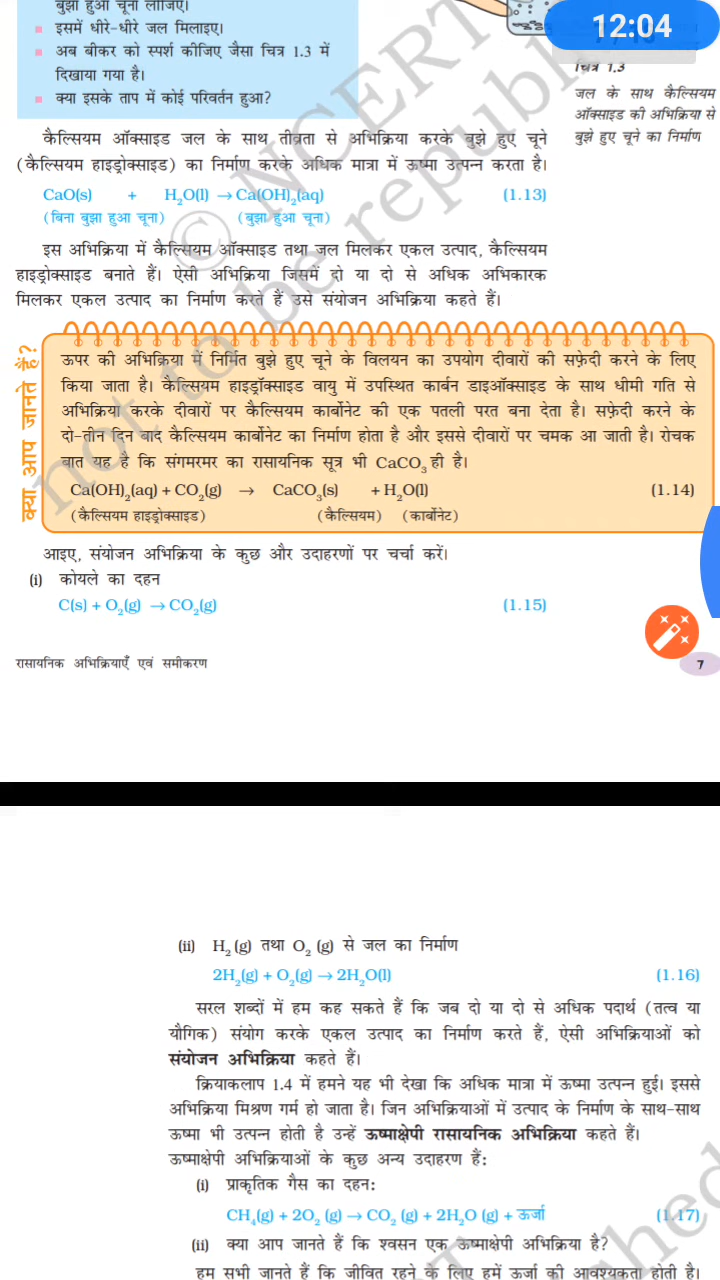 बुझा हुआ चूना लीजिए।
■ इसमें धीरे-धीरे जल मिलाइए।
■ अब बीकर को स्पर्श कीजिए जैसा चित्र 1.3 में
दिखाया गया है।
■ क्या इसके ताप में कोई परिवर्तन हुआ?
12:04
चित्र 1.3
जल के साथ कैल्सियम
ऑक्साइड की अभिक्रिया से
बुझे हुए चूने का निर्माण
कैल्सियम ऑक्साइड जल के साथ तीव्रता से अभिक्रिया करके बुझे हुए चूने
(कैल्सियम हाइड्रोक्साइड) का निर्माण करके अधिक मात्रा में ऊष्मा उत्पन्न करता है।
CaO(s) + H₂O(l) → Ca(OH)₂(aq) (1.13)
(बिना बुझा हुआ चूना) (बुझा हुआ चूना)
इस अभिक्रिया में कैल्सियम ऑक्साइड तथा जल मिलकर एकल उत्पाद, कैल्सियम
हाइड्रोक्साइड बनाते हैं। ऐसी अभिक्रिया जिसमें दो या दो से अधिक अभिकारक
मिलकर एकल उत्पाद का निर्माण करते हैं उसे संयोजन अभिक्रिया कहते हैं।
क्या आप जानते हैं?
ऊपर की अभिक्रिया में निर्मित बुझे हुए चूने के विलयन का उपयोग दीवारों की सफ़ेदी करने के लिए
किया जाता है। कैल्सियम हाइड्रॉक्साइड वायु में उपस्थित कार्बन डाइऑक्साइड के साथ धीमी गति से
अभिक्रिया करके दीवारों पर कैल्सियम कार्बोनेट की एक पतली परत बना देता है। सफ़ेदी करने के
दो-तीन दिन बाद कैल्सियम कार्बोनेट का निर्माण होता है और इससे दीवारों पर चमक आ जाती है। रोचक
बात यह है कि संगमरमर का रासायनिक सूत्र भी CaCO₃ ही है।
Ca(OH)₂(aq) + CO₂(g) → CaCO₃(s) + H₂O(l) (1.14)
(कैल्सियम हाइड्रोक्साइड) (कैल्सियम) (कार्बोनेट)
आइए, संयोजन अभिक्रिया के कुछ और उदाहरणों पर चर्चा करें।
(i) कोयले का दहन
C(s) + O₂(g) → CO₂(g) (1.15)
रासायनिक अभिक्रियाएँ एवं समीकरण
7
© NCERT
not to be republished
(ii) H₂ (g) तथा O₂ (g) से जल का निर्माण
2H₂(g) + O₂(g) → 2H₂O(l) (1.16)
सरल शब्दों में हम कह सकते हैं कि जब दो या दो से अधिक पदार्थ (तत्व या
यौगिक) संयोग करके एकल उत्पाद का निर्माण करते हैं, ऐसी अभिक्रियाओं को
संयोजन अभिक्रिया कहते हैं।
क्रियाकलाप 1.4 में हमने यह भी देखा कि अधिक मात्रा में ऊष्मा उत्पन्न हुई। इससे
अभिक्रिया मिश्रण गर्म हो जाता है। जिन अभिक्रियाओं में उत्पाद के निर्माण के साथ-साथ
ऊष्मा भी उत्पन्न होती है उन्हें ऊष्माक्षेपी रासायनिक अभिक्रिया कहते हैं।
ऊष्माक्षेपी अभिक्रियाओं के कुछ अन्य उदाहरण हैं:
(i) प्राकृतिक गैस का दहन:
CH₄(g) + 2O₂ (g) → CO₂ (g) + 2H₂O (g) + ऊर्जा (1.17)
(ii) क्या आप जानते हैं कि श्वसन एक ऊष्माक्षेपी अभिक्रिया है?
हम सभी जानते हैं कि जीवित रहने के लिए हमें ऊर्जा की आवश्यकता होती है।